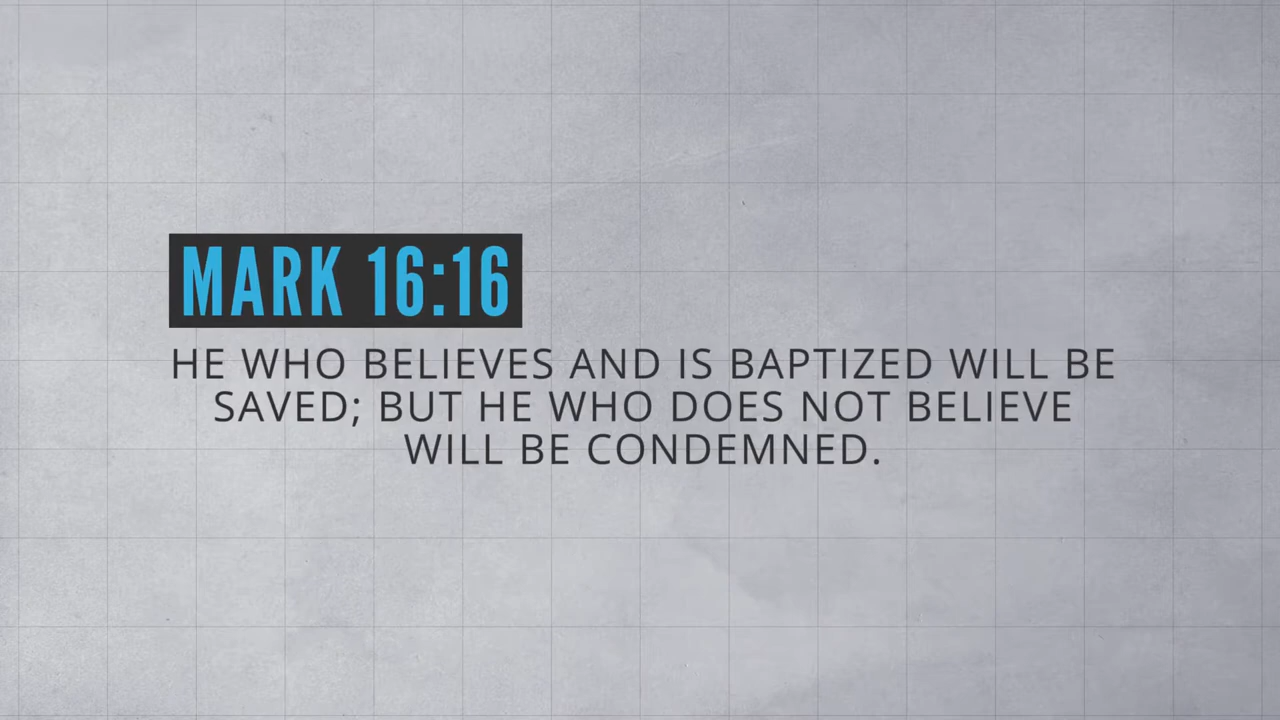 MARK 16:16
HE WHO BELIEVES AND IS BAPTIZED WILL BE
SAVED; BUT HE WHO DOES NOT BELIEVE
WILL BE CONDEMNED.